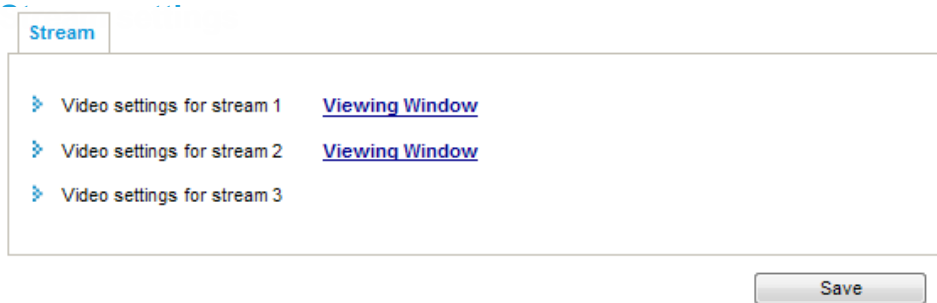 Stream
Video settings for stream 1 Viewing Window
Video settings for stream 2 Viewing Window
Video settings for stream 3
Save